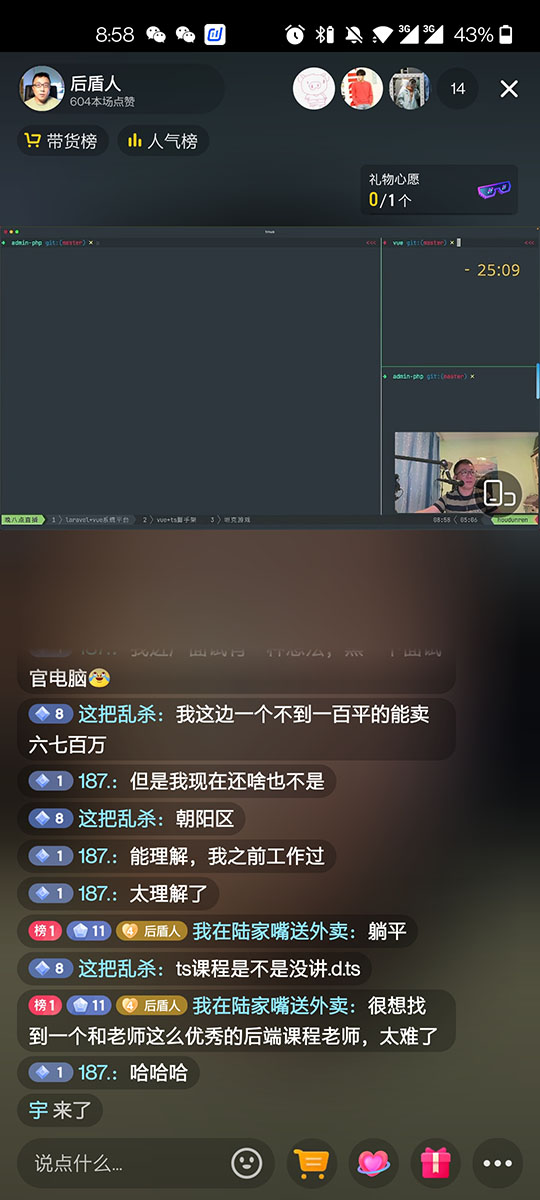 8:58
3G 3G 43%
后盾人
604本场点赞
14
带货榜
人气榜
礼物心愿
0/1个
admin-php git:(master) ×
<<<
vue git:(master) ×
<<<
- 25:09
admin-php git:(master) ×
晚八点直播
1
laravel+vue系统平台
2
vue+ts脚手架
3
坦克游戏
08:58
05/06
houdunren
官电脑😂
8 这把乱杀：我这边一个不到一百平的能卖
六七百万
1 187.：但是我现在还啥也不是
8 这把乱杀：朝阳区
1 187.：能理解，我之前工作过
1 187.：太理解了
榜1 11 4 后盾人 我在陆家嘴送外卖：躺平
8 这把乱杀：ts课程是不是没讲.d.ts
榜1 11 4 后盾人 我在陆家嘴送外卖：很想找
到一个和老师这么优秀的后端课程老师，太难了
1 187.：哈哈哈
宇 来了
说点什么...